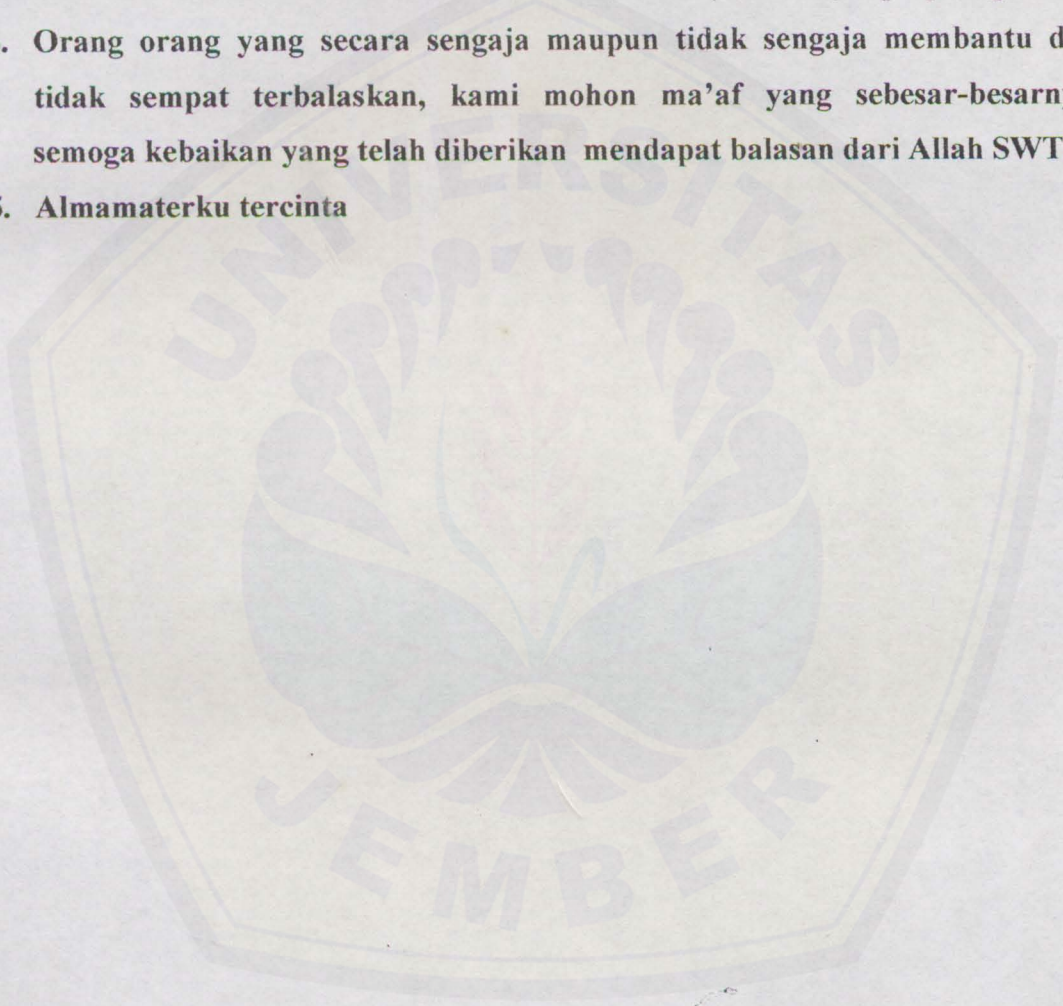 . Orang orang yang secara sengaja maupun tidak sengaja membantu d
tidak sempat terbalaskan, kami mohon ma'af yang sebesar-besarn
semoga kebaikan yang telah diberikan mendapat balasan dari Allah SWT
. Almamaterku tercinta
UNIVERSITAS
JEMBER